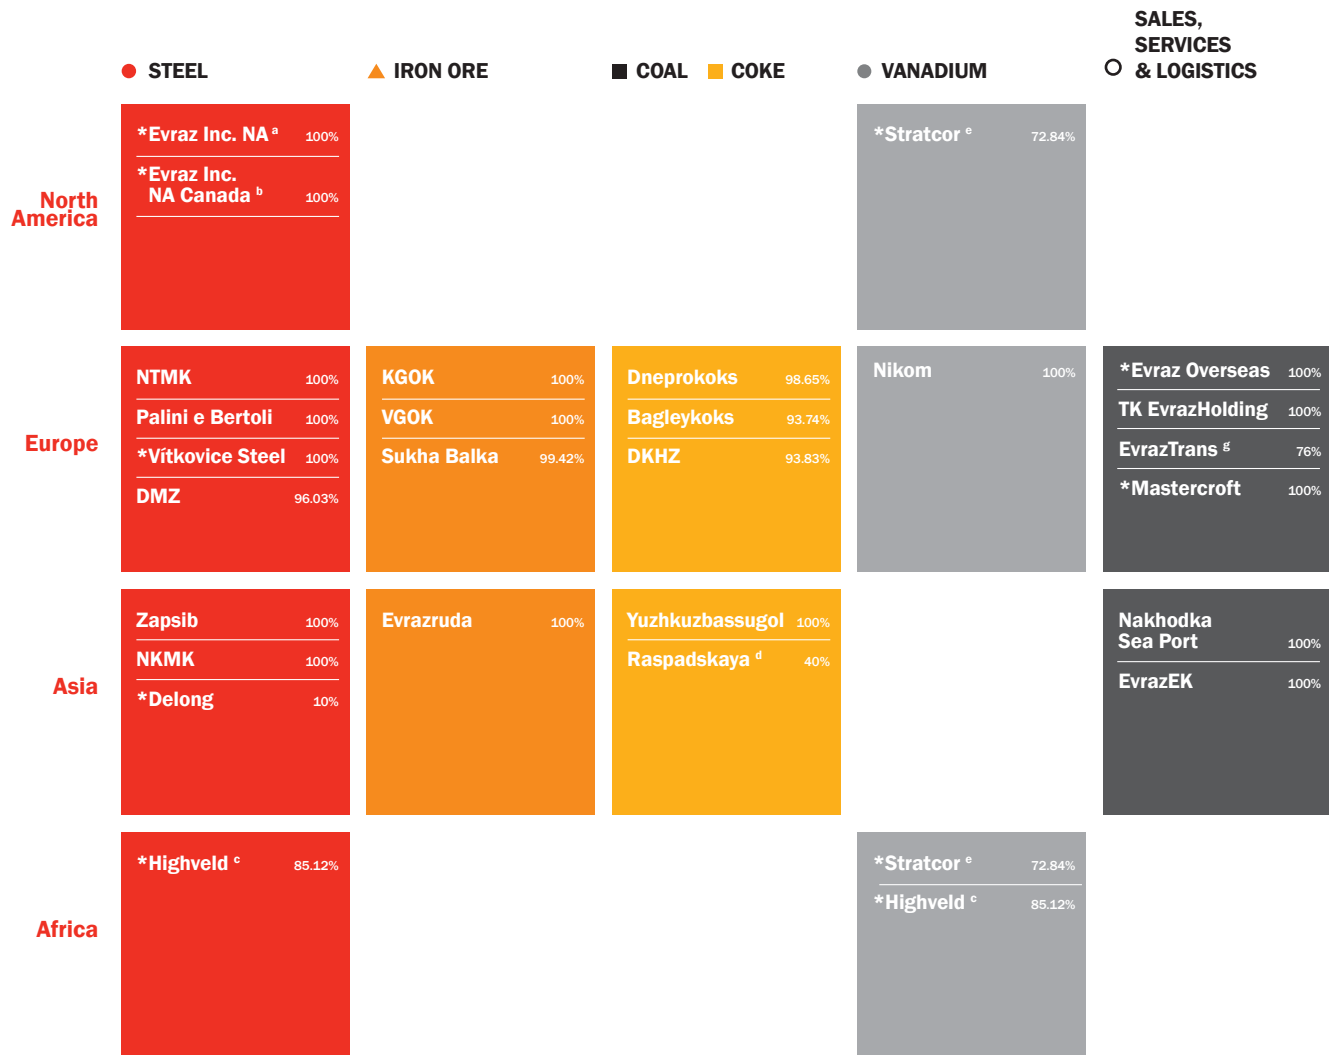 SALES,
SERVICES
& LOGISTICS
STEEL
IRON ORE
COAL
COKE
VANADIUM
North
America
*Evraz Inc. NA a 100%
*Evraz Inc.
NA Canada b 100%
*Stratcor e 72.84%
Europe
NTMK 100%
Palini e Bertoli 100%
*Vítkovice Steel 100%
DMZ 96.03%
KGOK 100%
VGOK 100%
Sukha Balka 99.42%
Dneprokoks 98.65%
Bagleykoks 93.74%
DKHZ 93.83%
Nikom 100%
*Evraz Overseas 100%
TK EvrazHolding 100%
EvrazTrans g 76%
*Mastercroft 100%
Asia
Zapsib 100%
NKMK 100%
*Delong 10%
Evrazruda 100%
Yuzhkuzbassugol 100%
Raspadskaya d 40%
Nakhodka
Sea Port 100%
EvrazEK 100%
Africa
*Highveld c 85.12%
*Stratcor e 72.84%
*Highveld c 85.12%